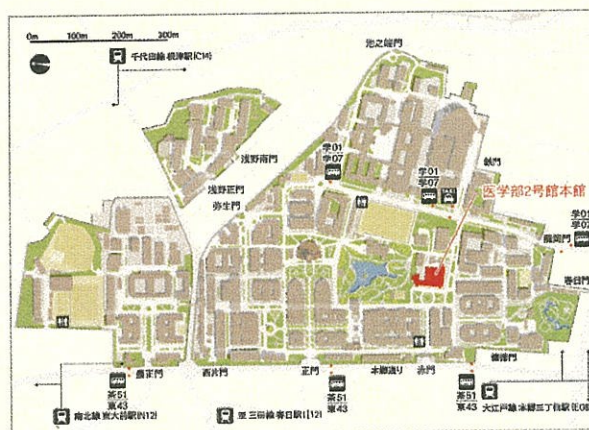 0m 100m 200m 300m
千代田線 根津駅[C14]
池之端門
浅野南門
浅野正門
弥生門
学01
学07
学01
学07
鉄門
医学部2号館本館
学01
学07
龍岡門
春日門
農正門
西片門
正門
本郷通り
赤門
懐徳門
茶51
東43
茶51
東43
茶51
東43
南北線 東大前駅[N12]
至 三田線 春日駅[I12]
大江戸線 本郷三丁目駅[E08]